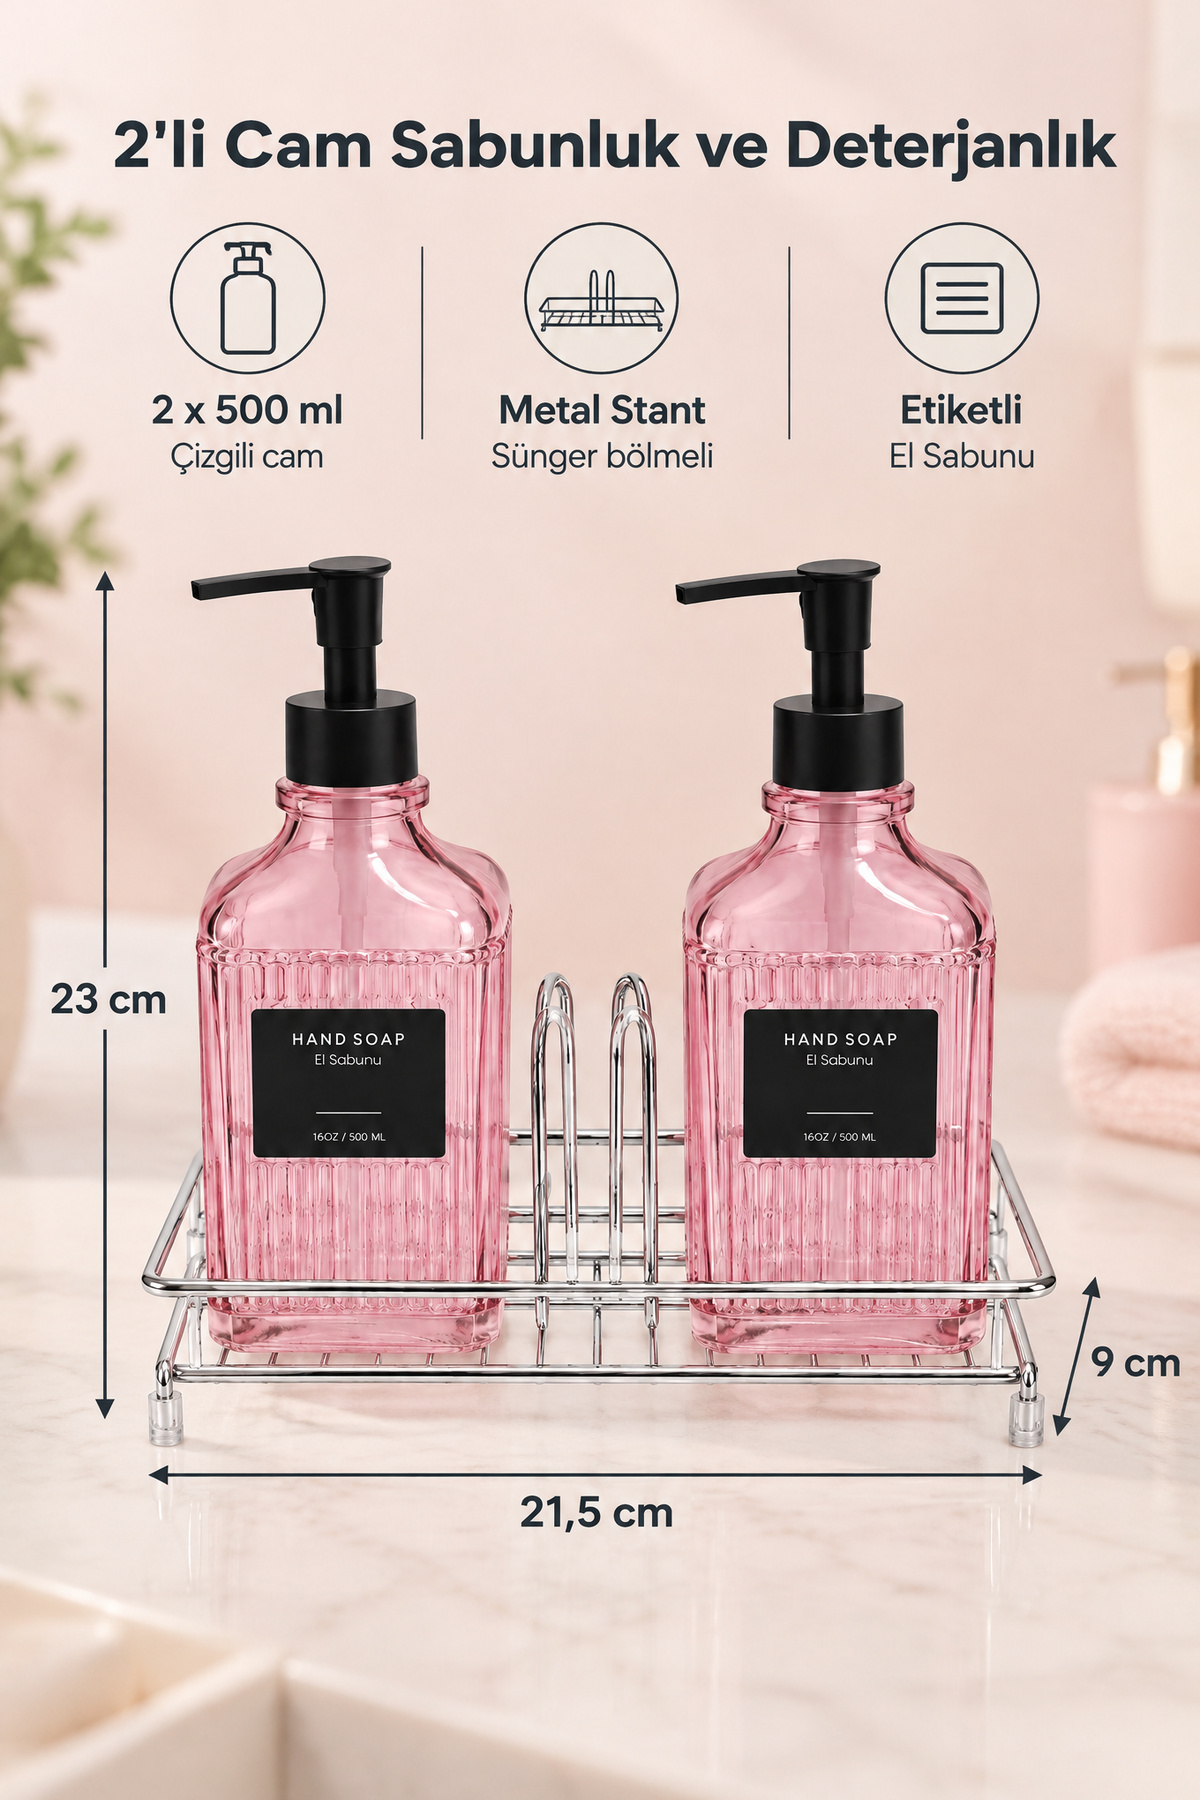 2'li Cam Sabunluk ve Deterjanlık
2 x 500 ml
Çizgili cam
Metal Stant
Sünger bölmeli
Etiketli
El Sabunu
23 cm
HAND SOAP
El Sabunu
16OZ / 500 ML
HAND SOAP
El Sabunu
16OZ / 500 ML
9 cm
21,5 cm